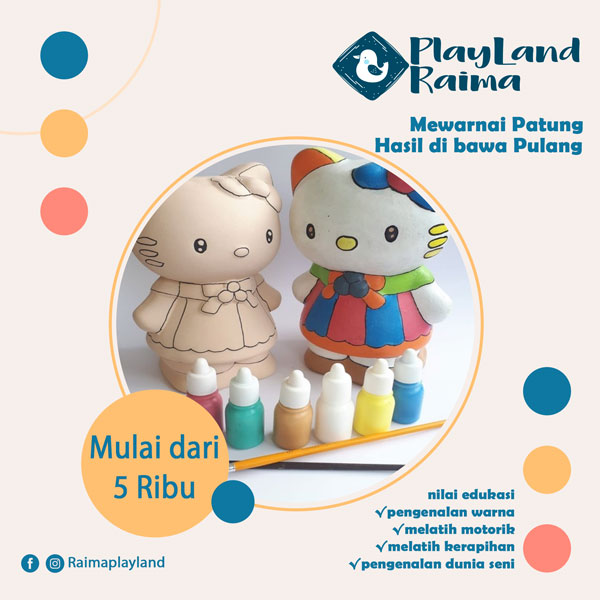 PlayLand
Raima
Mewarnai Patung
Hasil di bawa Pulang
Mulai dari
5 Ribu
nilai edukasi
✓pengenalan warna
✓melatih motorik
✓melatih kerapihan
✓pengenalan dunia seni
Raimaplayland